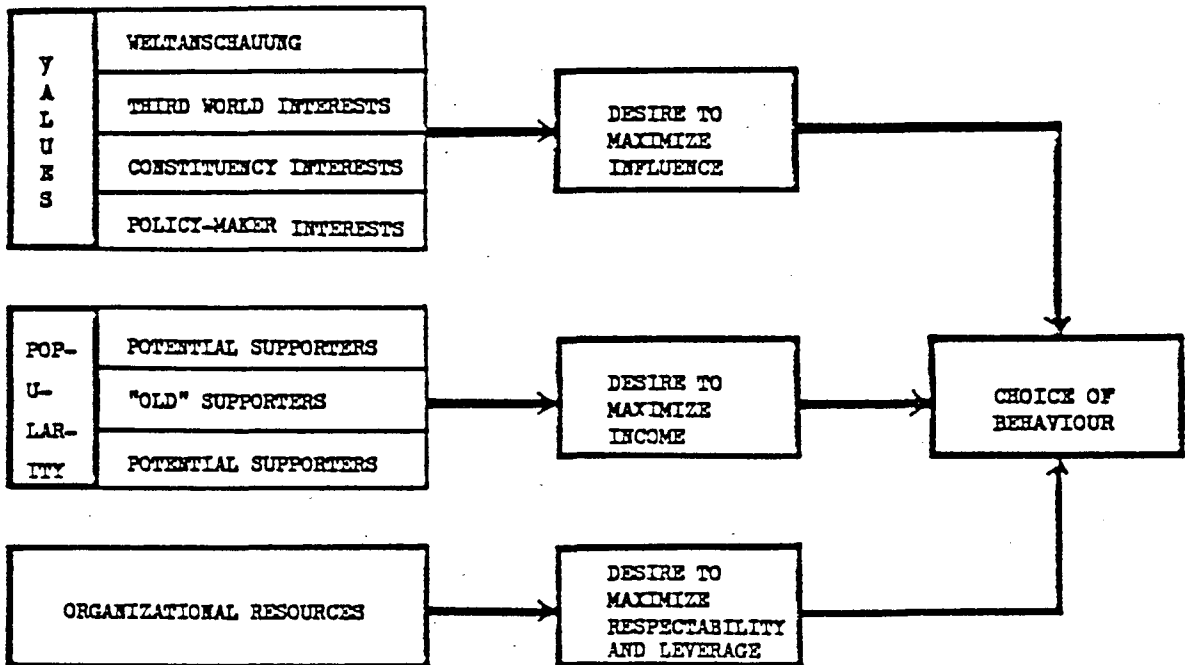 VALUES
WELTANSCHAUUNG
THIRD WORLD INTERESTS
CONSTITUENCY INTERESTS
POLICY-MAKER INTERESTS
DESIRE TO
MAXIMIZE
INFLUENCE
POP-
U-
LAR-
ITY
POTENTIAL SUPPORTERS
"OLD" SUPPORTERS
POTENTIAL SUPPORTERS
DESIRE TO
MAXIMIZE
INCOME
CHOICE OF
BEHAVIOUR
ORGANIZATIONAL RESOURCES
DESIRE TO
MAXIMIZE
RESPECTABILITY
AND LEVERAGE